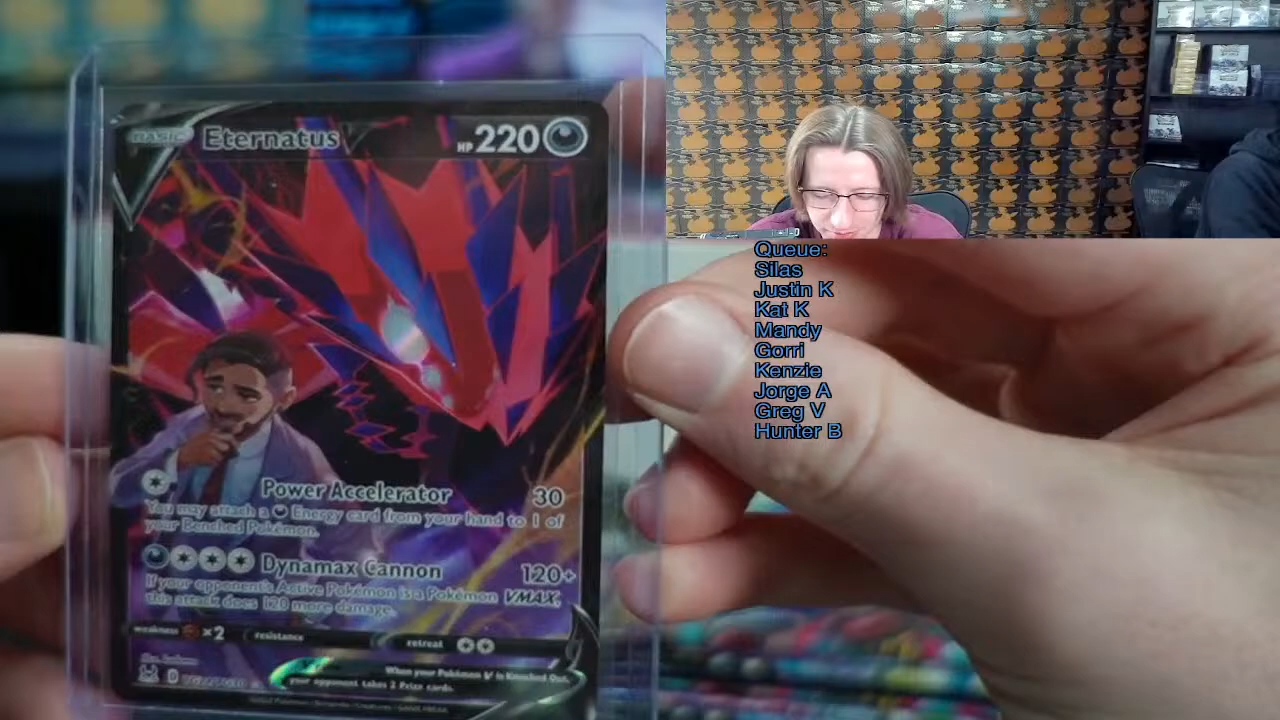 BASIC Eternatus HP 220
Power Accelerator 30
You may attach a Energy card from your hand to 1 of
your Benched Pokémon.
Dynamax Cannon 120+
If your opponent's Active Pokémon is a Pokémon VMAX,
this attack does 120 more damage.
weakness ×2 resistance retreat
When your Pokémon V is Knocked Out,
your opponent takes 2 Prize cards.
Queue:
Silas
Justin K
Kat K
Mandy
Gorri
Kenzie
Jorge A
Greg V
Hunter B